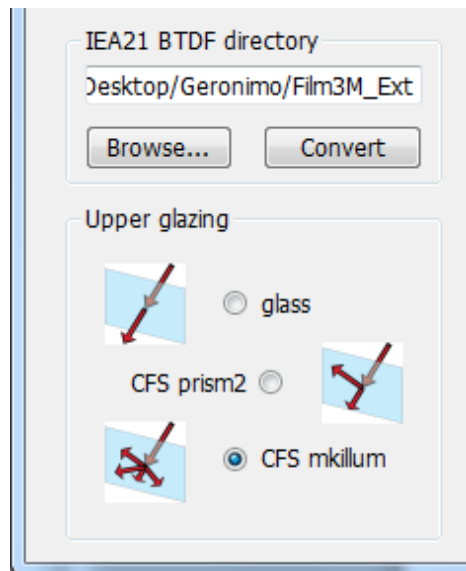 IEA21 BTDF directory
Desktop/Geronimo/Film3M_Ext
Browse... Convert
Upper glazing
glass
CFS prism2
CFS mkillum